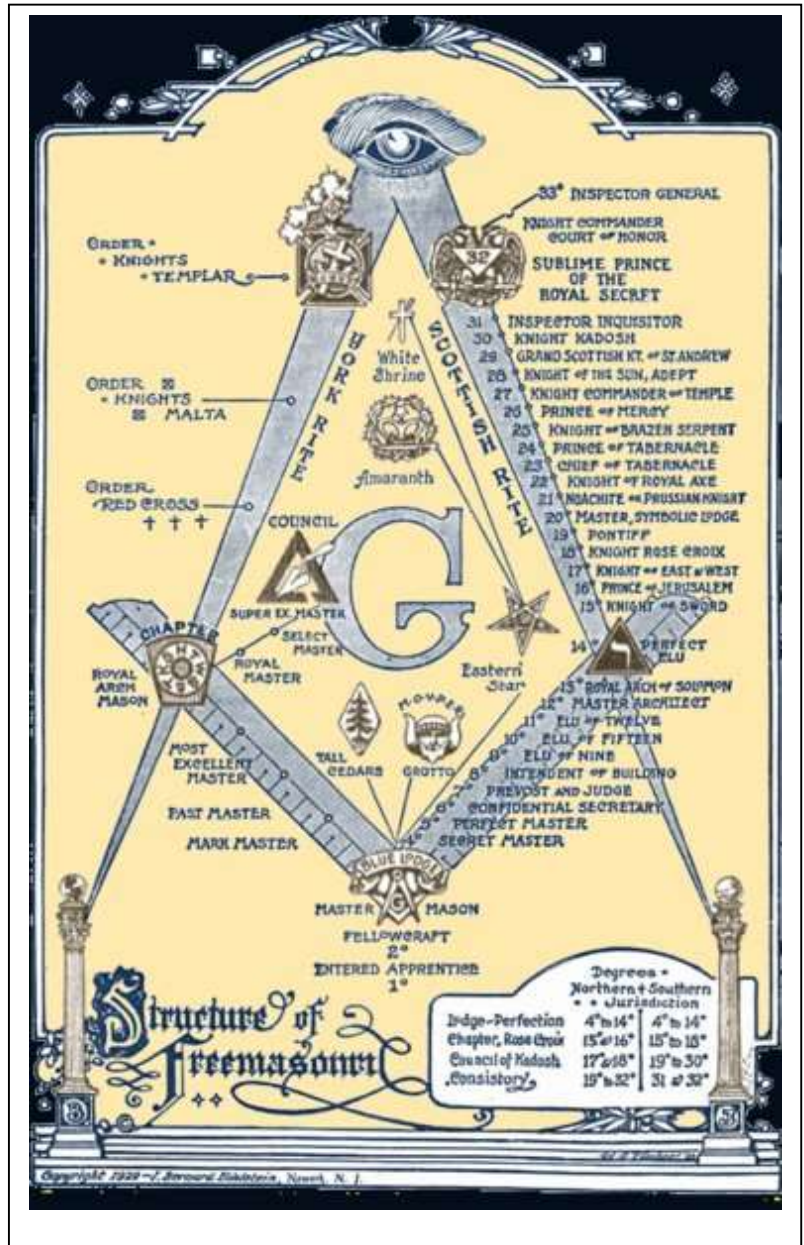 33° INSPECTOR GENERAL
KNIGHT COMMANDER
COURT OF HONOR
32
SUBLIME PRINCE
OF THE
ROYAL SECRET
ORDER
KNIGHTS
TEMPLAR
ORDER
KNIGHTS
MALTA
ORDER
RED CROSS
YORK RITE
SCOTTISH RITE
White
Shrine
Amaranth
31 INSPECTOR INQUISITOR
30° KNIGHT KADOSH
29 GRAND SCOTTISH KT. OF ST. ANDREW
28° KNIGHT OF THE SUN, ADEPT
27° KNIGHT COMMANDER OF TEMPLE
26° PRINCE OF MERCY
25° KNIGHT OF BRAZEN SERPENT
24° PRINCE OF TABERNACLE
23° CHIEF OF TABERNACLE
22° KNIGHT OF ROYAL AXE
21° NOACHITE OR PRUSSIAN KNIGHT
20° MASTER, SYMBOLIC LODGE
19° PONTIFF
18° KNIGHT ROSE CROIX
17° KNIGHT OF EAST & WEST
16° PRINCE OF JERUSALEM
15° KNIGHT OF SWORD
14° PERFECT
ELU
13° ROYAL ARCH OF SOLOMON
12° MASTER ARCHITECT
11° ELU OF TWELVE
10° ELU OF FIFTEEN
9° ELU OF NINE
8° INTENDENT OF BUILDING
7° PREVOST AND JUDGE
6° CONFIDENTIAL SECRETARY
5° PERFECT MASTER
4° SECRET MASTER
COUNCIL
SUPER EX. MASTER
SELECT
MASTER
ROYAL
MASTER
G
Eastern
Star
CHAPTER
ROYAL
ARCH
MASON
MOST
EXCELLENT
MASTER
PAST MASTER
MARK MASTER
TALL
CEDARS
M.O.V.P.E.R.
GROTTO
BLUE LODGE
G
MASTER MASON
FELLOWCRAFT
2°
ENTERED APPRENTICE
1°
Structure of
Freemasonry
Degrees
Northern & Southern
Jurisdiction
Lodge-Perfection 4° to 14° 4° to 14°
Chapter, Rose Croix 15° & 16° 15° to 18°
Council of Kadosh 17° & 18° 19° to 30°
Consistory 19° to 32° 31 & 32°
B
J
Copyright 1929 - J. Bernard Newark, N. J.